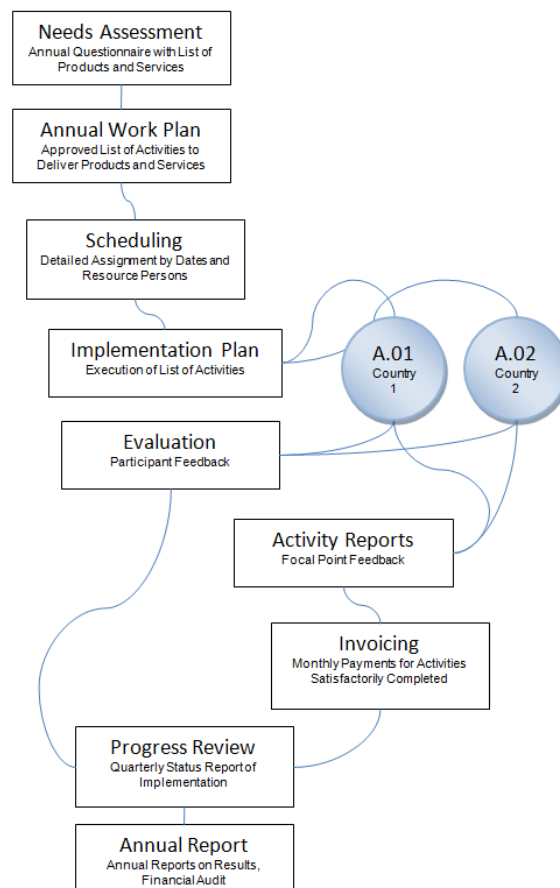 Needs Assessment
Annual Questionnaire with List of
Products and Services
Annual Work Plan
Approved List of Activities to
Deliver Products and Services
Scheduling
Detailed Assignment by Dates and
Resource Persons
Implementation Plan
Execution of List of Activities
A.01
Country
1
A.02
Country
2
Evaluation
Participant Feedback
Activity Reports
Focal Point Feedback
Invoicing
Monthly Payments for Activities
Satisfactorily Completed
Progress Review
Quarterly Status Report of
Implementation
Annual Report
Annual Reports on Results,
Financial Audit